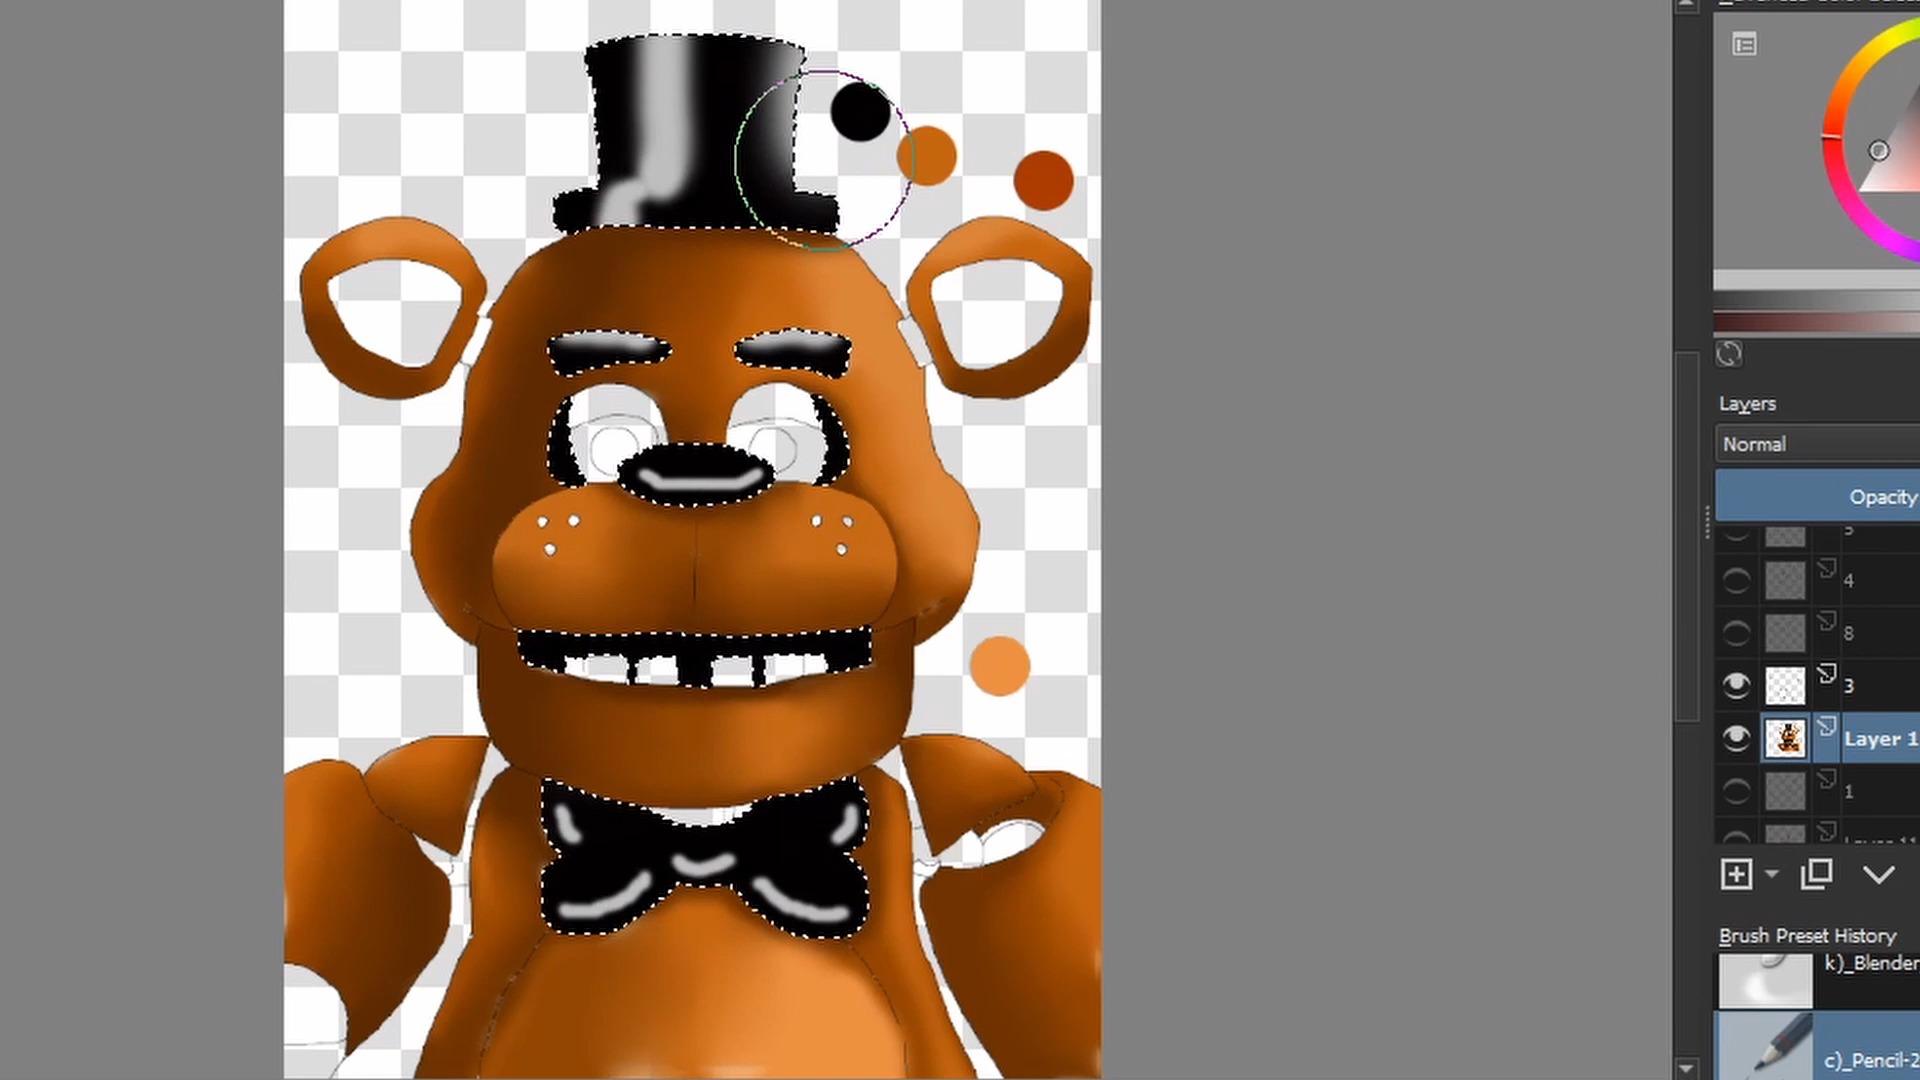 Layers
Normal
Opacity
4
8
3
Layer 1
1
Brush Preset History
k)_Blender
c)_Pencil-2